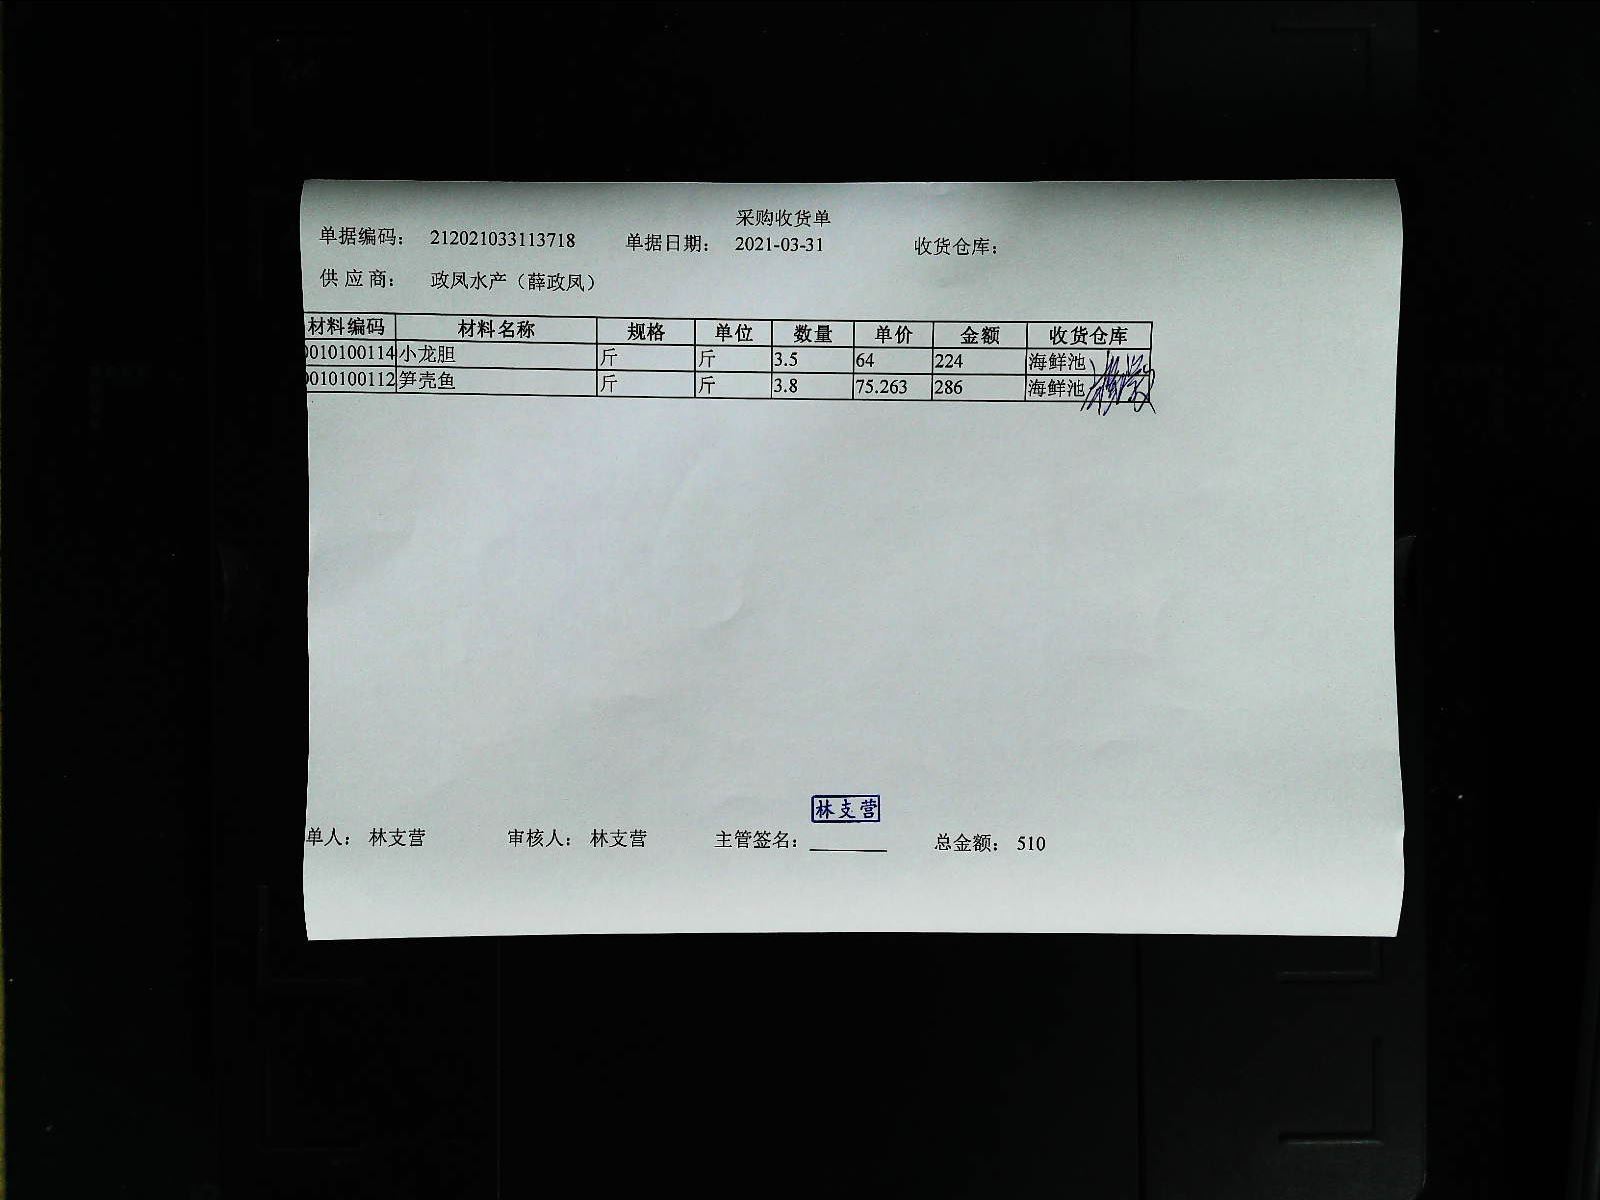 采购收货单
单据编码： 212021033113718 单据日期： 2021-03-31 收货仓库：
供 应 商： 政凤水产（薛政凤）
材料编码 材料名称 规格 单位 数量 单价 金额 收货仓库
0010100114 小龙胆 斤 斤 3.5 64 224 海鲜池
0010100112 笋壳鱼 斤 斤 3.8 75.263 286 海鲜池
林支营
单人： 林支营 审核人： 林支营 主管签名： 总金额： 510